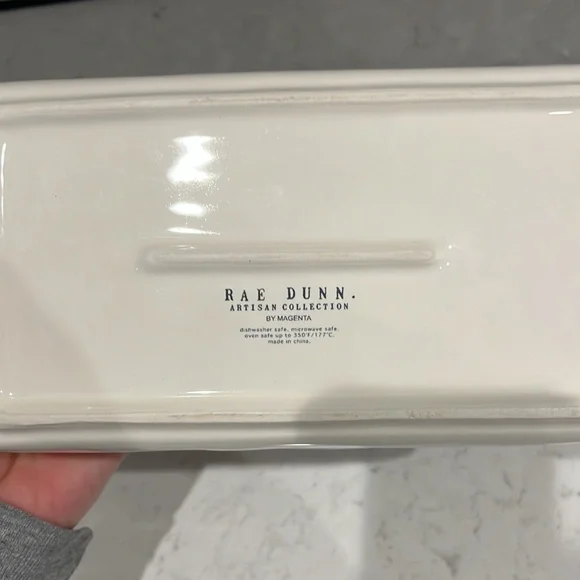 RAE DUNN.
ARTISAN COLLECTION
BY MAGENTA
dishwasher safe, microwave safe,
oven safe up to 350°F/177°C.
made in china.